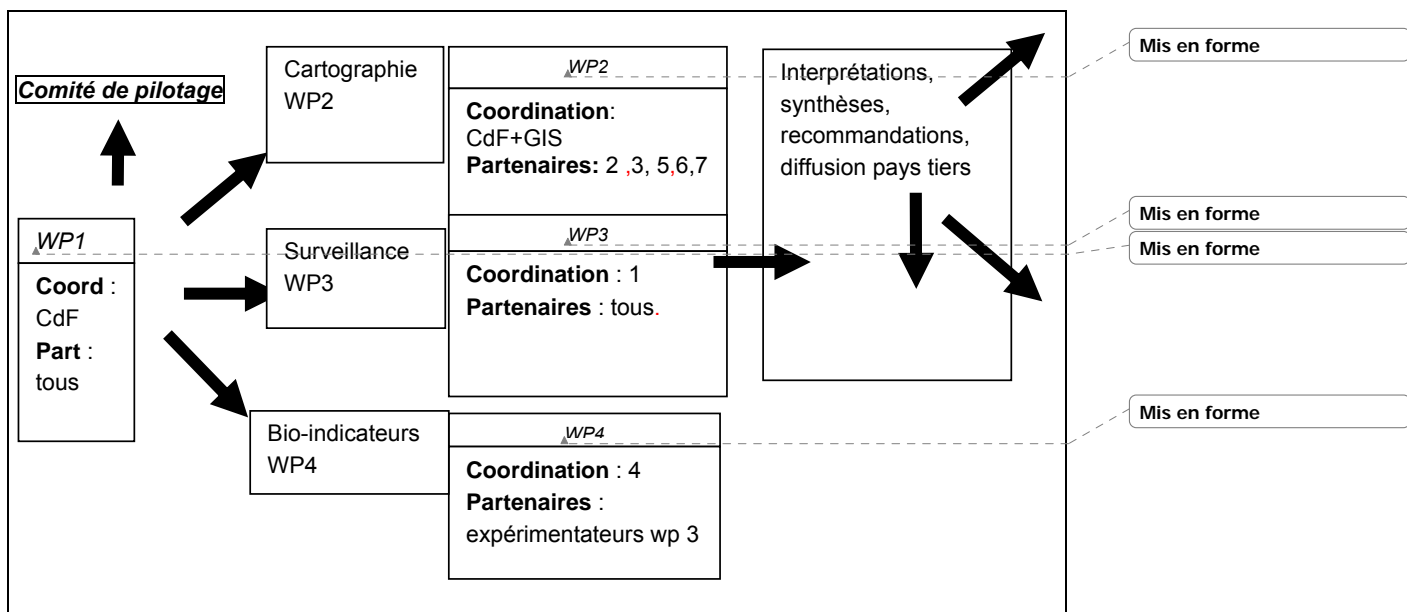 Comité de pilotage
WP1
Coord :
CdF
Part :
tous
Cartographie
WP2
WP2
Coordination:
CdF+GIS
Partenaires: 2 ,3, 5,6,7
Surveillance
WP3
WP3
Coordination : 1
Partenaires : tous.
Bio-indicateurs
WP4
WP4
Coordination : 4
Partenaires :
expérimentateurs wp 3
Interprétations,
synthèses,
recommandations,
diffusion pays tiers
Mis en forme
Mis en forme
Mis en forme
Mis en forme